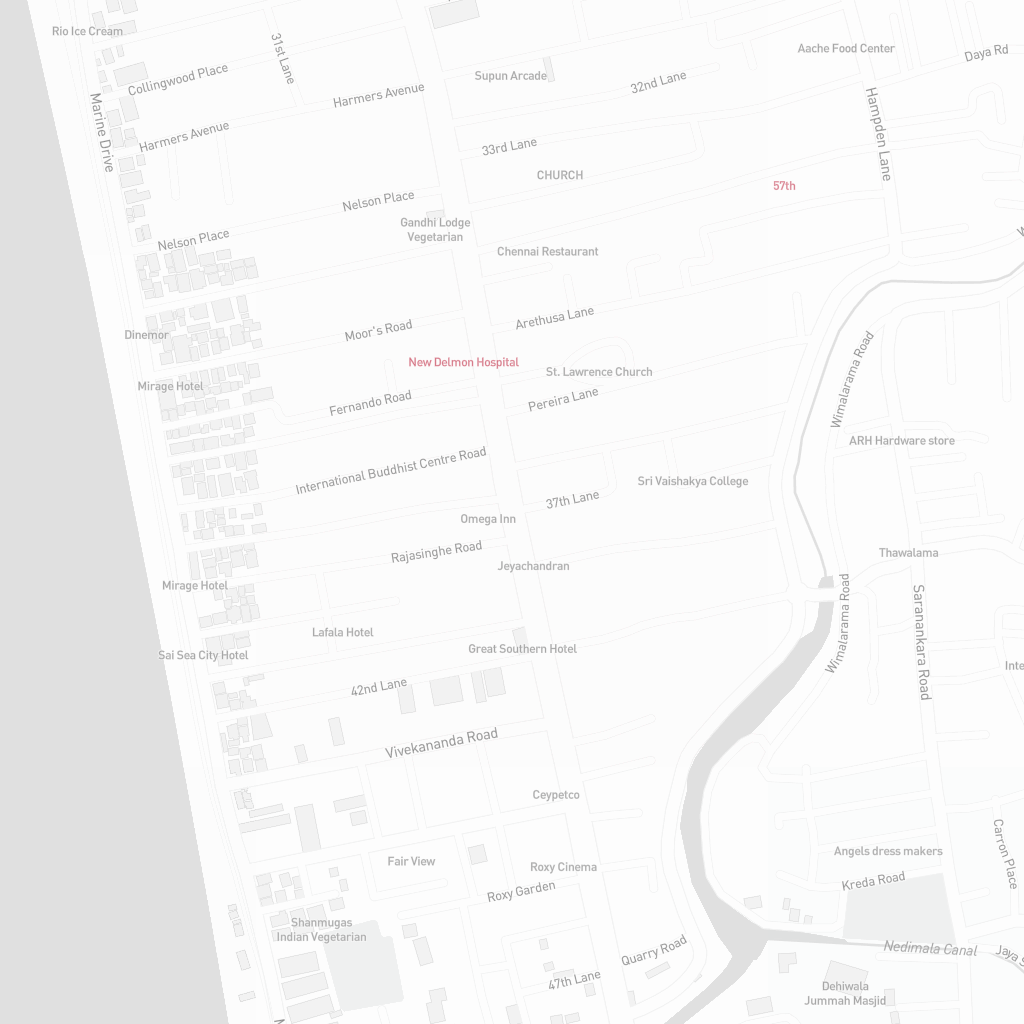 Rio Ice Cream
31st Lane
Aache Food Center
Daya Rd
Collingwood Place
Supun Arcade
32nd Lane
Harmers Avenue
Hampden Lane
Marine Drive
Harmers Avenue
33rd Lane
CHURCH
57th
Nelson Place
Gandhi Lodge
Vegetarian
Nelson Place
Chennai Restaurant
Dinemor
Moor's Road
Arethusa Lane
New Delmon Hospital
St. Lawrence Church
Wimalarama Road
Mirage Hotel
Fernando Road
Pereira Lane
ARH Hardware store
International Buddhist Centre Road
Sri Vaishakya College
37th Lane
Omega Inn
Rajasinghe Road
Thawalama
Jeyachandran
Mirage Hotel
Wimalarama Road
Saranankara Road
Lafala Hotel
Sai Sea City Hotel
Great Southern Hotel
Inte
42nd Lane
Vivekananda Road
Ceypetco
Carron Place
Fair View
Angels dress makers
Roxy Cinema
Kreda Road
Roxy Garden
Shanmugas
Indian Vegetarian
Quarry Road
Nedimala Canal
Jaya S
47th Lane
Dehiwala
Jummah Masjid